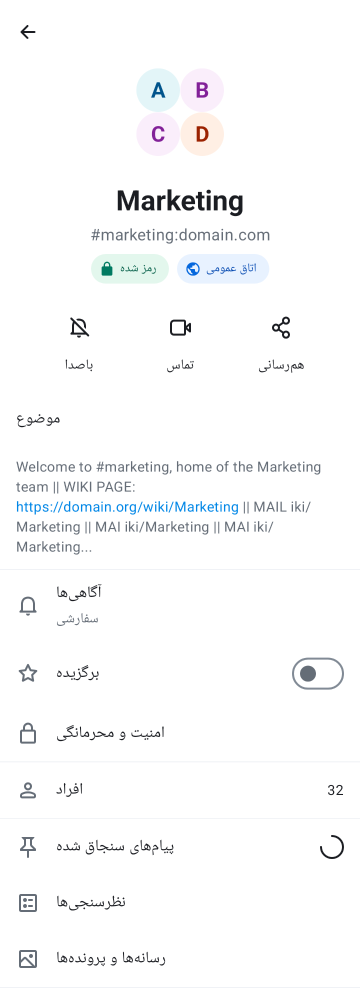 A B
C D
Marketing
#marketing:domain.com
رمز شده اتاق عمومی
باصدا تماس هم‌رسانی
موضوع
Welcome to #marketing, home of the Marketing
team || WIKI PAGE:
https://domain.org/wiki/Marketing || MAIL iki/
Marketing || MAI iki/Marketing || MAI iki/
Marketing...
آگاهی‌ها
سفارشی
برگزیده
امنیت و محرمانگی
افراد 32
پیام‌های سنجاق شده
نظرسنجی‌ها
رسانه‌ها و پرونده‌ها